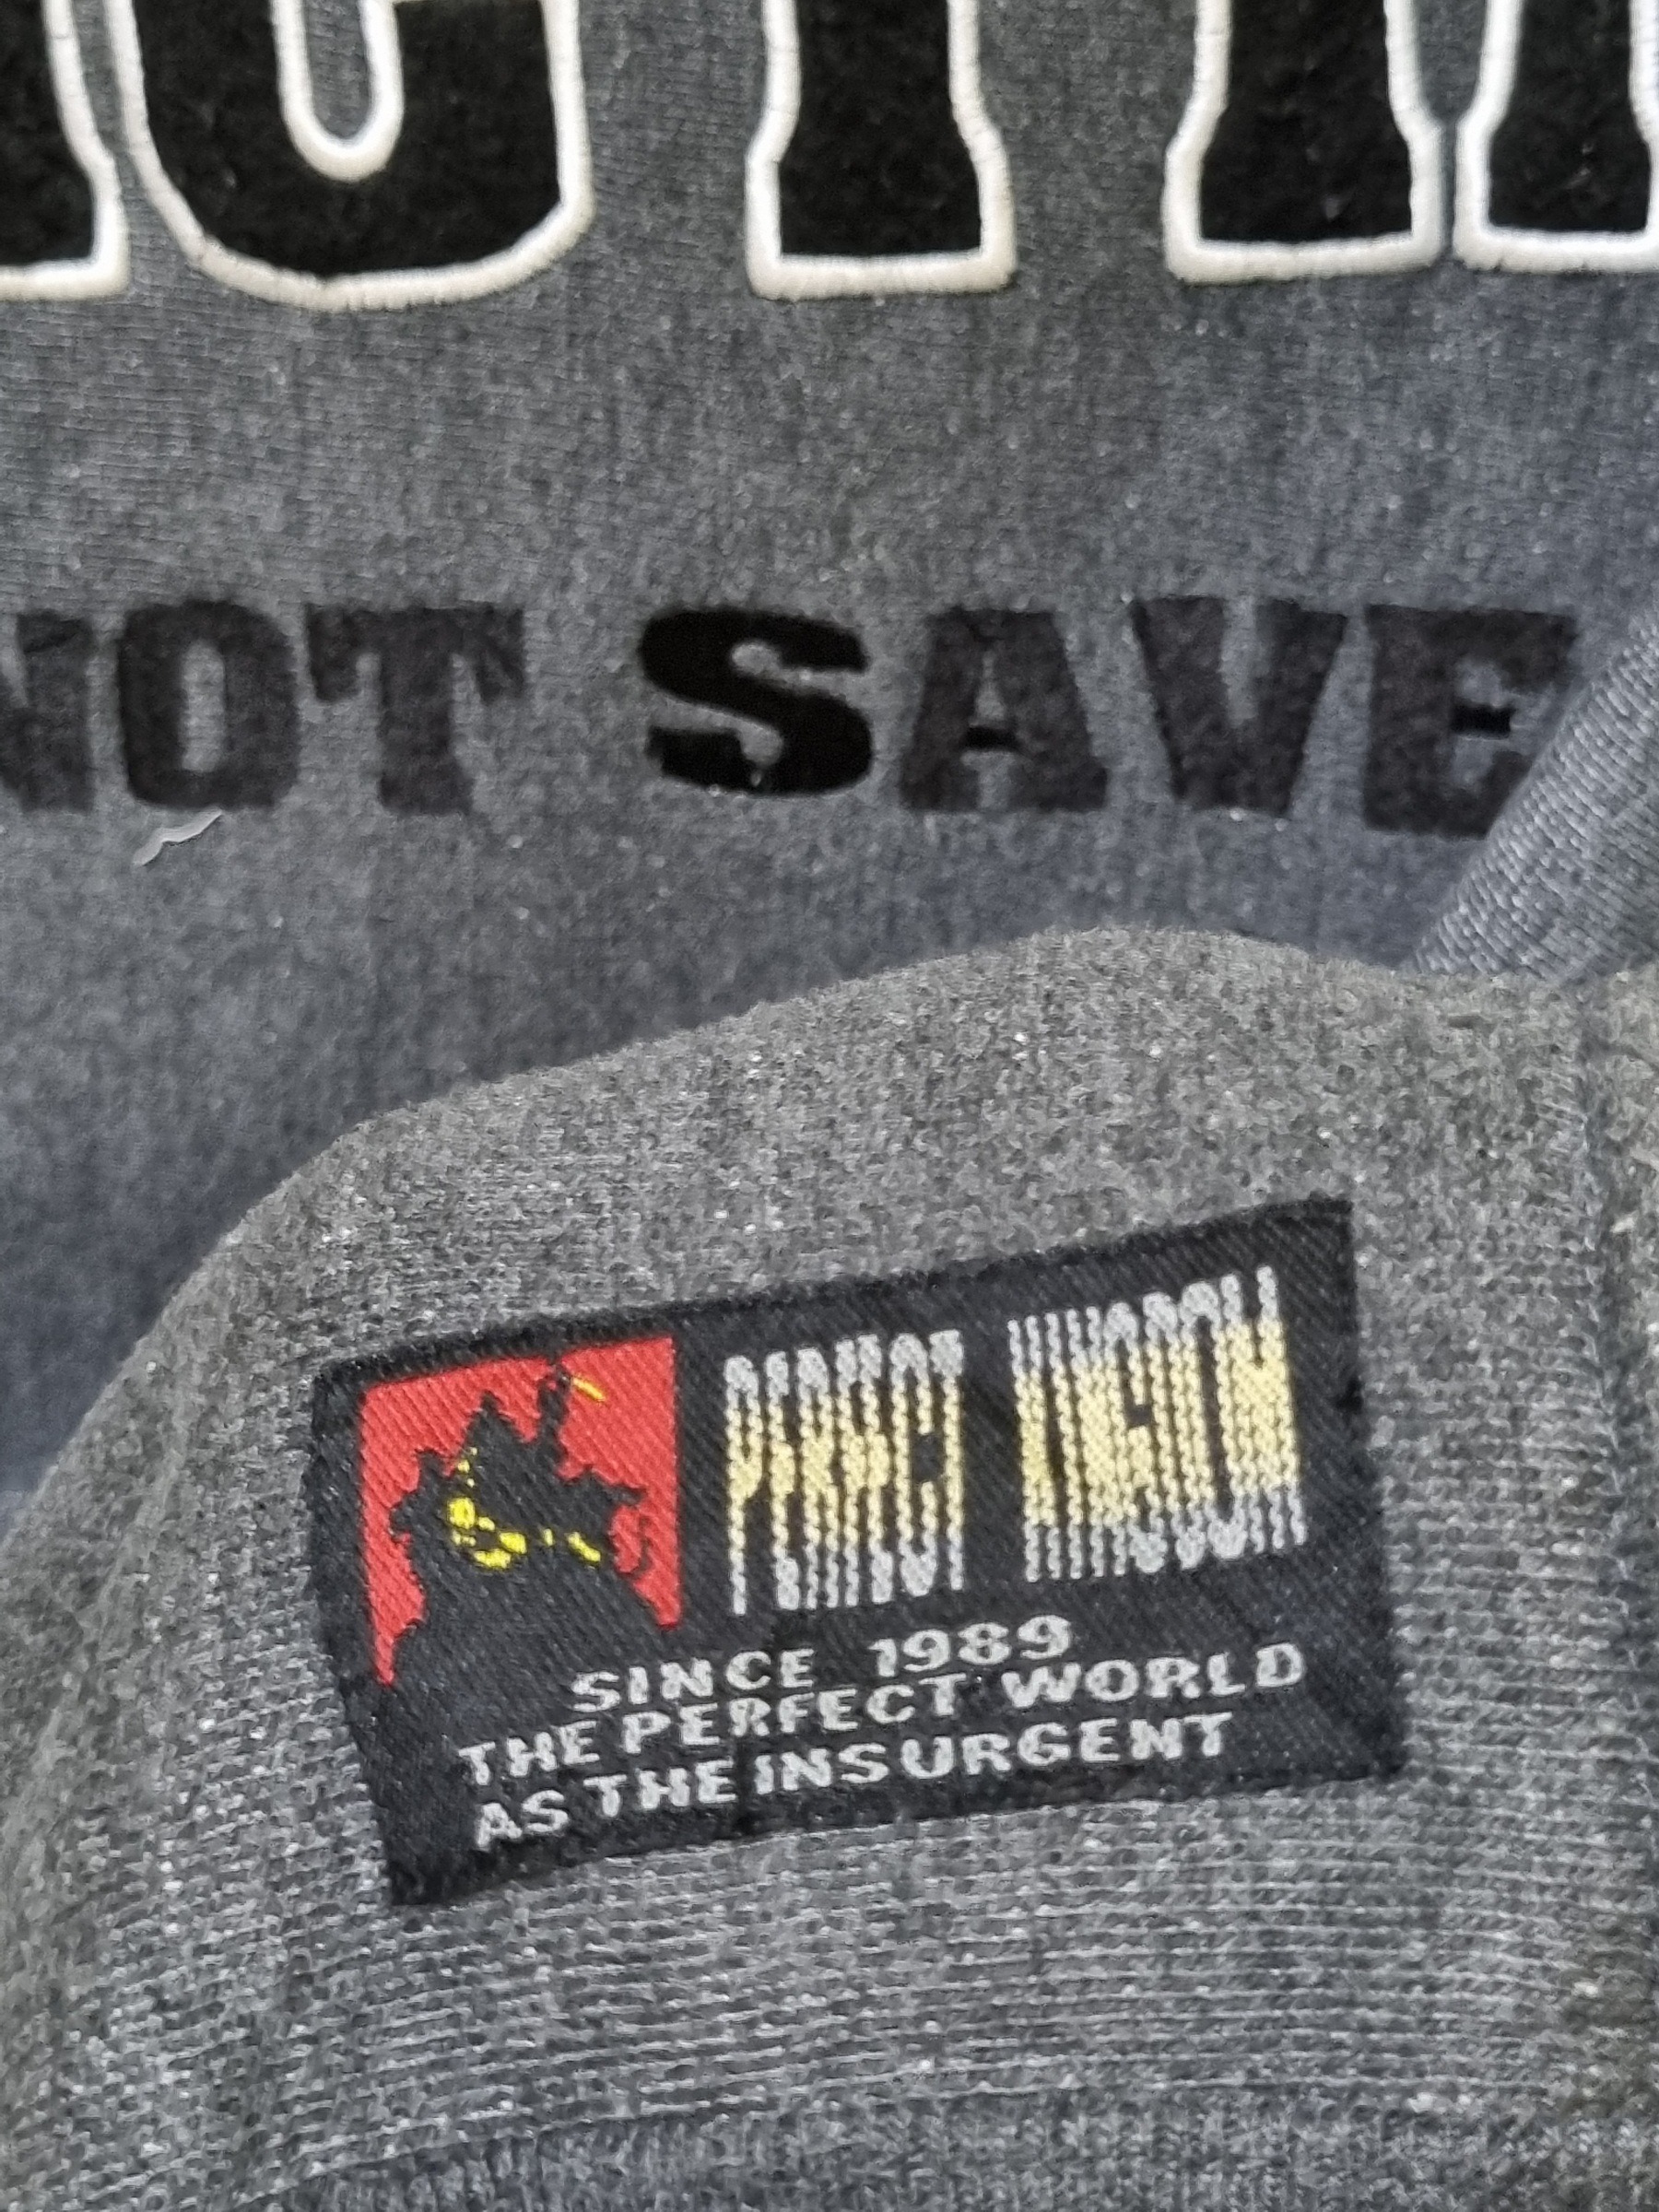 NOT SAVE
PERFECT KINGDOM
SINCE 1989
THE PERFECT WORLD
AS THE INSURGENT